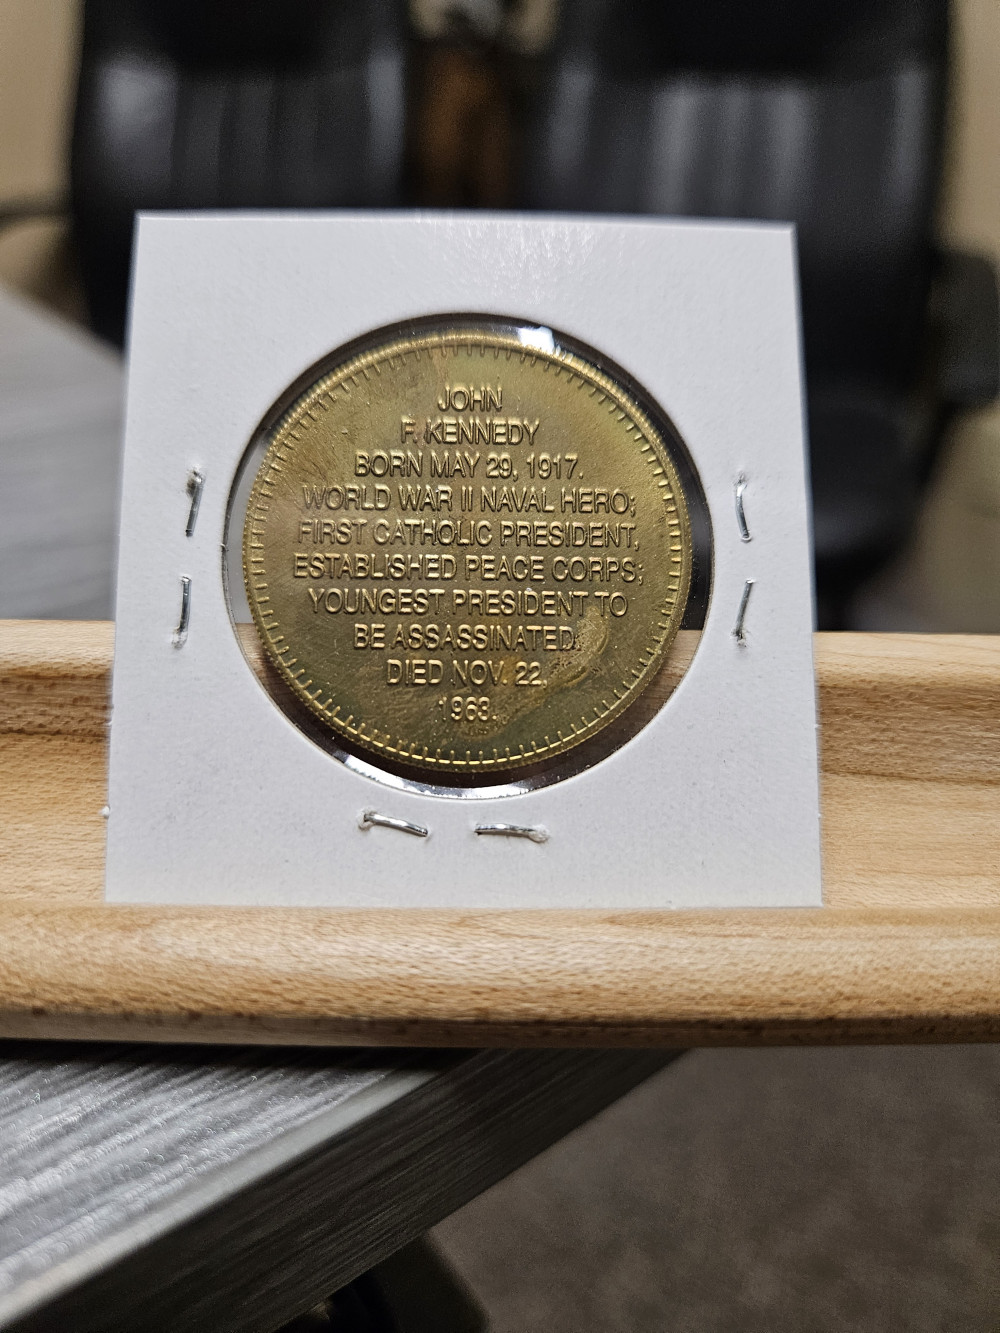 JOHN
F. KENNEDY
BORN MAY 29, 1917.
WORLD WAR II NAVAL HERO;
FIRST CATHOLIC PRESIDENT,
ESTABLISHED PEACE CORPS;
YOUNGEST PRESIDENT TO
BE ASSASSINATED.
DIED NOV. 22,
1963.